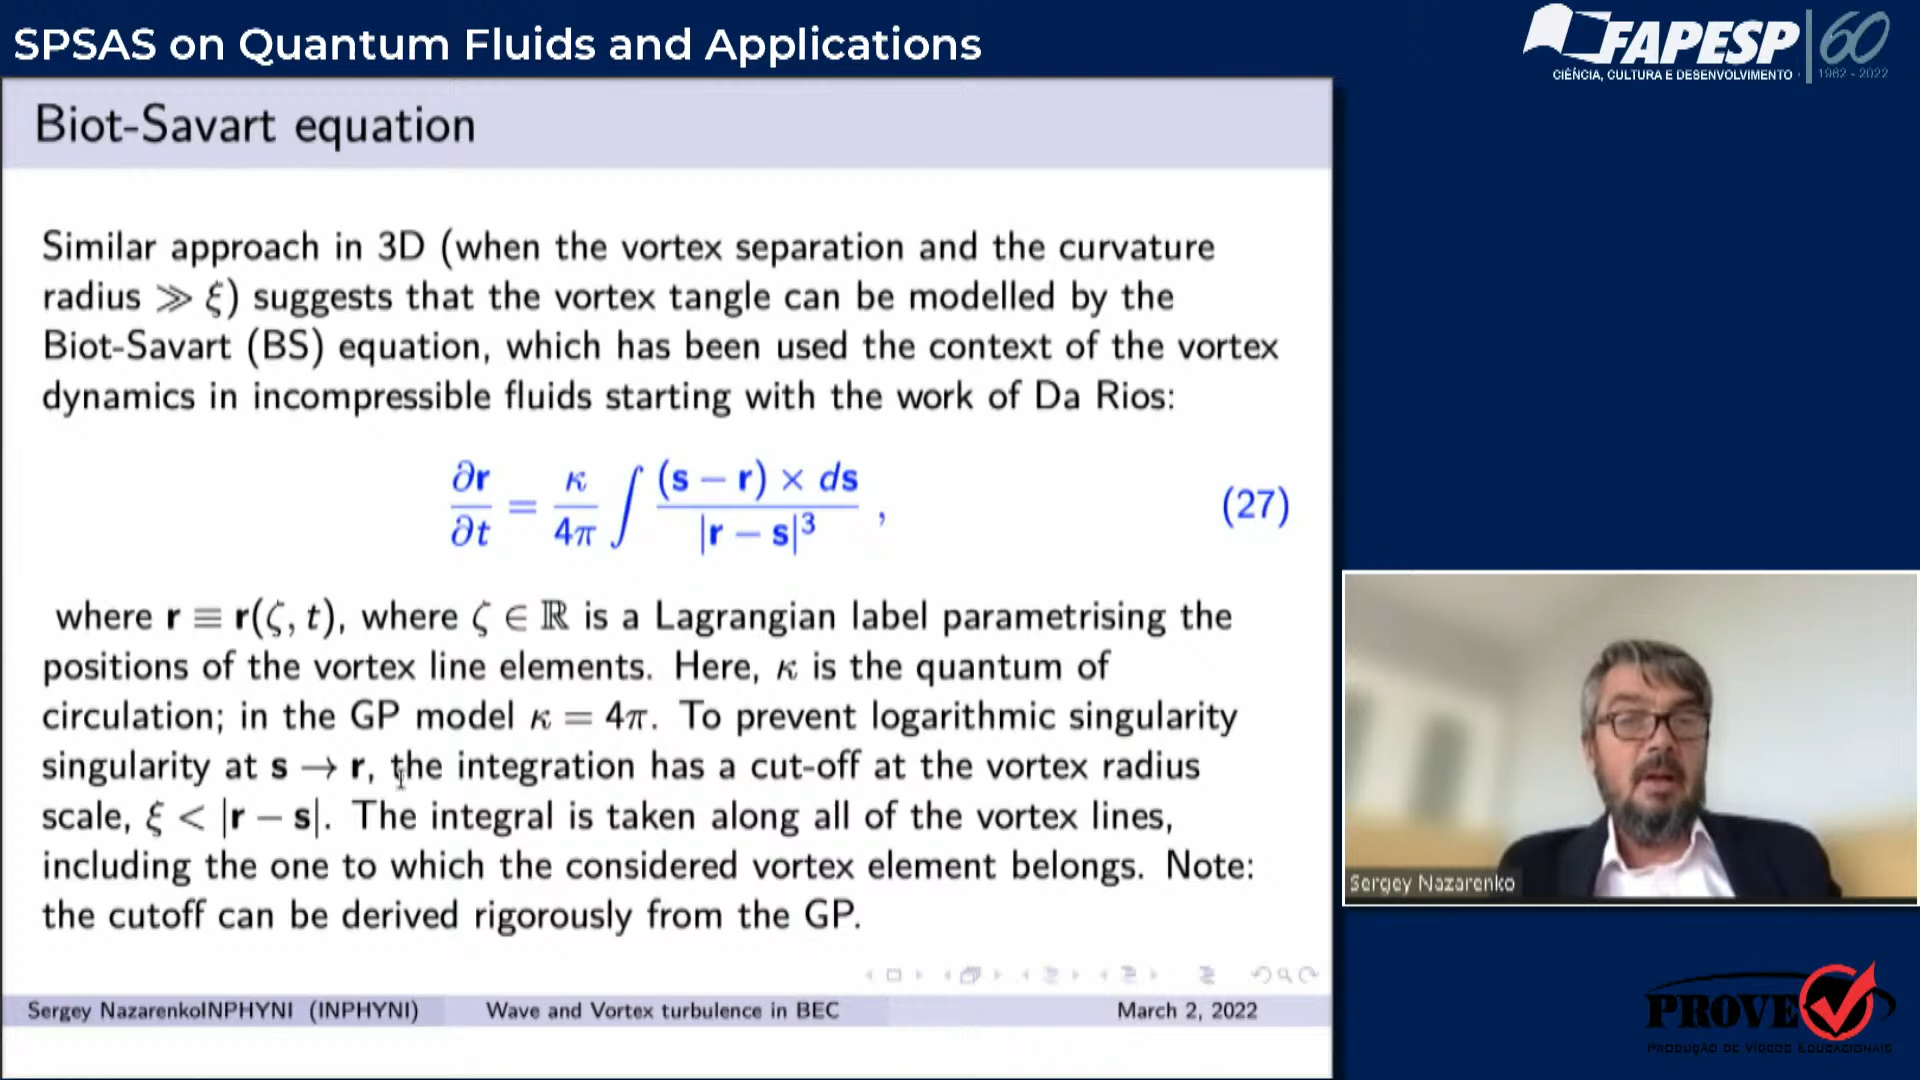 SPSAS on Quantum Fluids and Applications
FAPESP 60
CIÊNCIA, CULTURA E DESENVOLVIMENTO 1962 - 2022
Biot-Savart equation
Similar approach in 3D (when the vortex separation and the curvature
radius ≫ ξ) suggests that the vortex tangle can be modelled by the
Biot-Savart (BS) equation, which has been used the context of the vortex
dynamics in incompressible fluids starting with the work of Da Rios:
∂r/∂t = κ/4π ∫ (s − r) × ds / |r − s|³ , (27)
where r ≡ r(ζ, t), where ζ ∈ ℝ is a Lagrangian label parametrising the
positions of the vortex line elements. Here, κ is the quantum of
circulation; in the GP model κ = 4π. To prevent logarithmic singularity
singularity at s → r, the integration has a cut-off at the vortex radius
scale, ξ < |r − s|. The integral is taken along all of the vortex lines,
including the one to which the considered vortex element belongs. Note:
the cutoff can be derived rigorously from the GP.
Sergey NazarenkoINPHYNI (INPHYNI) Wave and Vortex turbulence in BEC March 2, 2022
Sergey Nazarenko
PROVE
PRODUÇÃO DE VÍDEOS EDUCACIONAIS